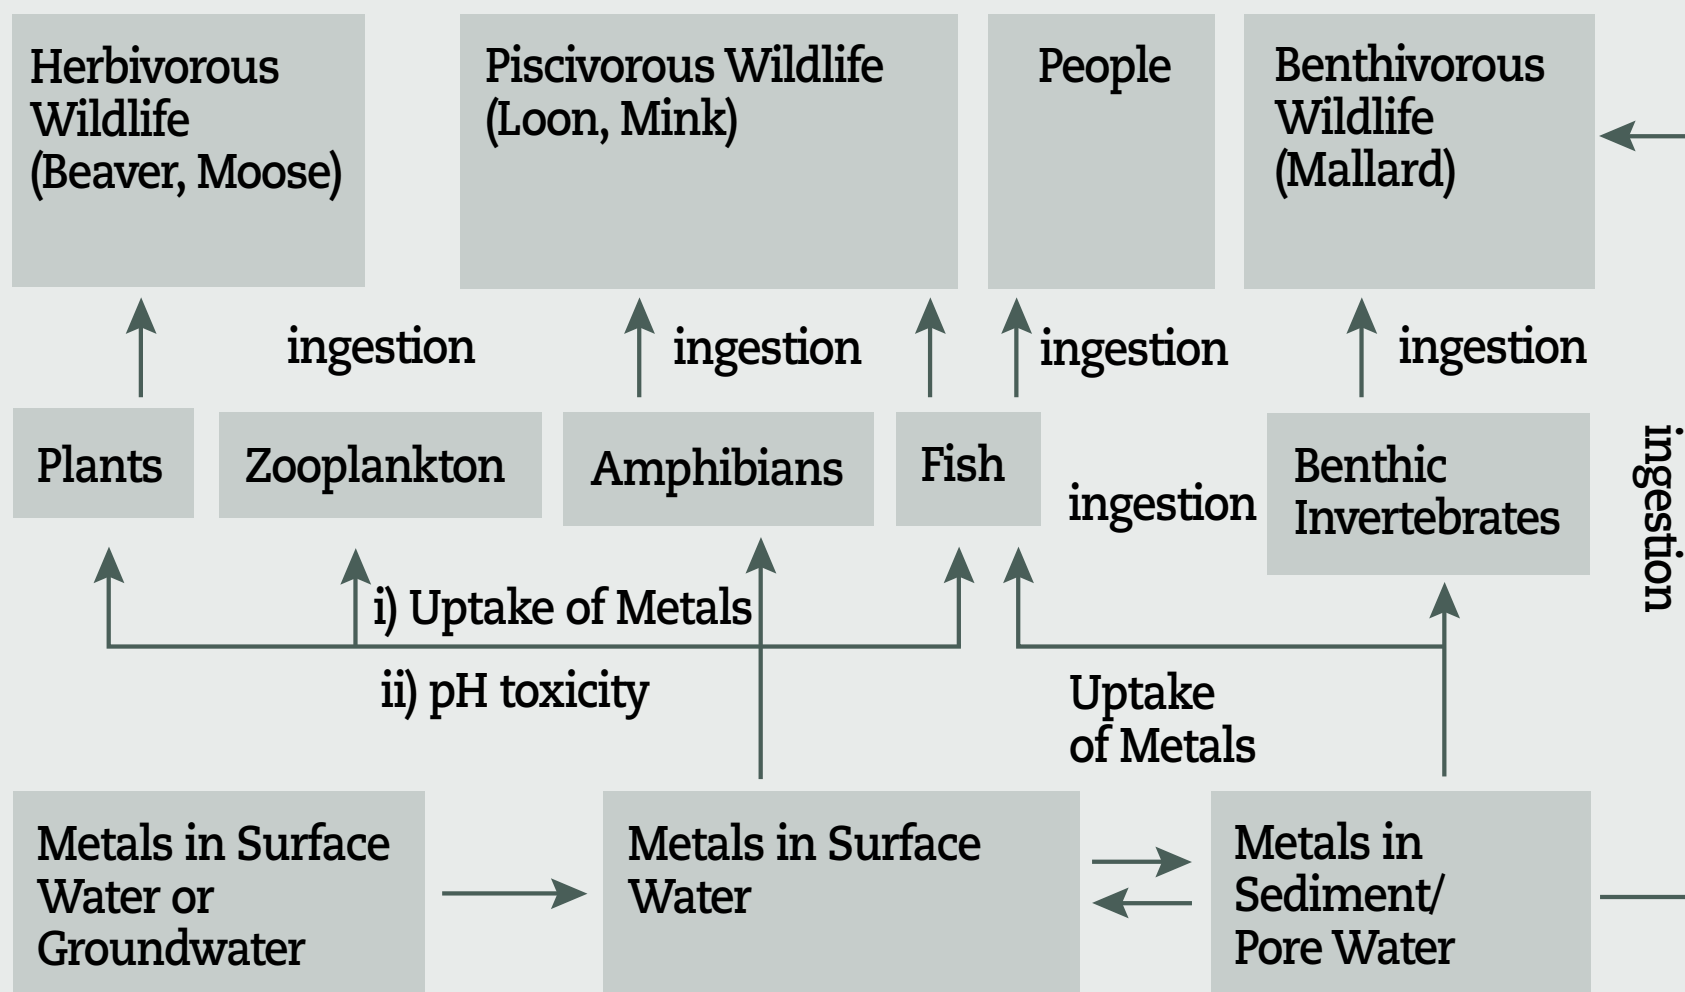 Herbivorous
Wildlife
(Beaver, Moose)
Piscivorous Wildlife
(Loon, Mink)
People
Benthivorous
Wildlife
(Mallard)
ingestion
ingestion
ingestion
ingestion
Plants
Zooplankton
Amphibians
Fish
ingestion
Benthic
Invertebrates
ingestion
i) Uptake of Metals
ii) pH toxicity
Uptake
of Metals
Metals in Surface
Water or
Groundwater
Metals in Surface
Water
Metals in
Sediment/
Pore Water